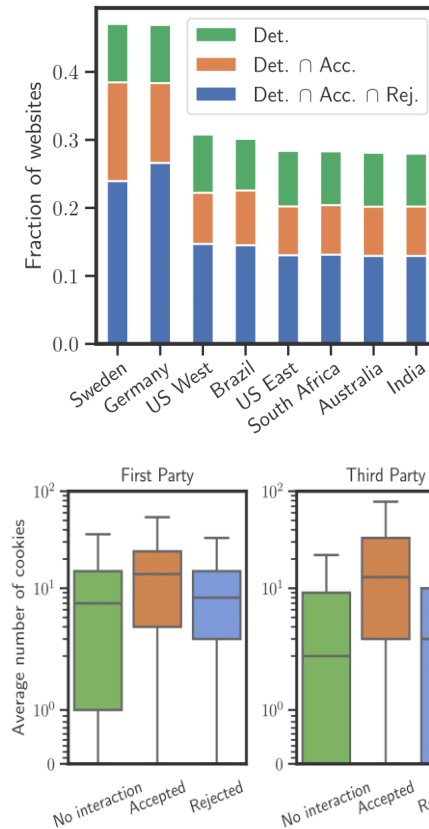 Det.
Det. ∩ Acc.
Det. ∩ Acc. ∩ Rej.
Fraction of websites
0.4
0.3
0.2
0.1
0.0
Sweden
Germany
US West
Brazil
US East
South Africa
Australia
India
First Party
Third Party
Average number of cookies
10²
10¹
10⁰
0
10²
10¹
10⁰
0
No interaction
Accepted
Rejected
No interaction
Accepted